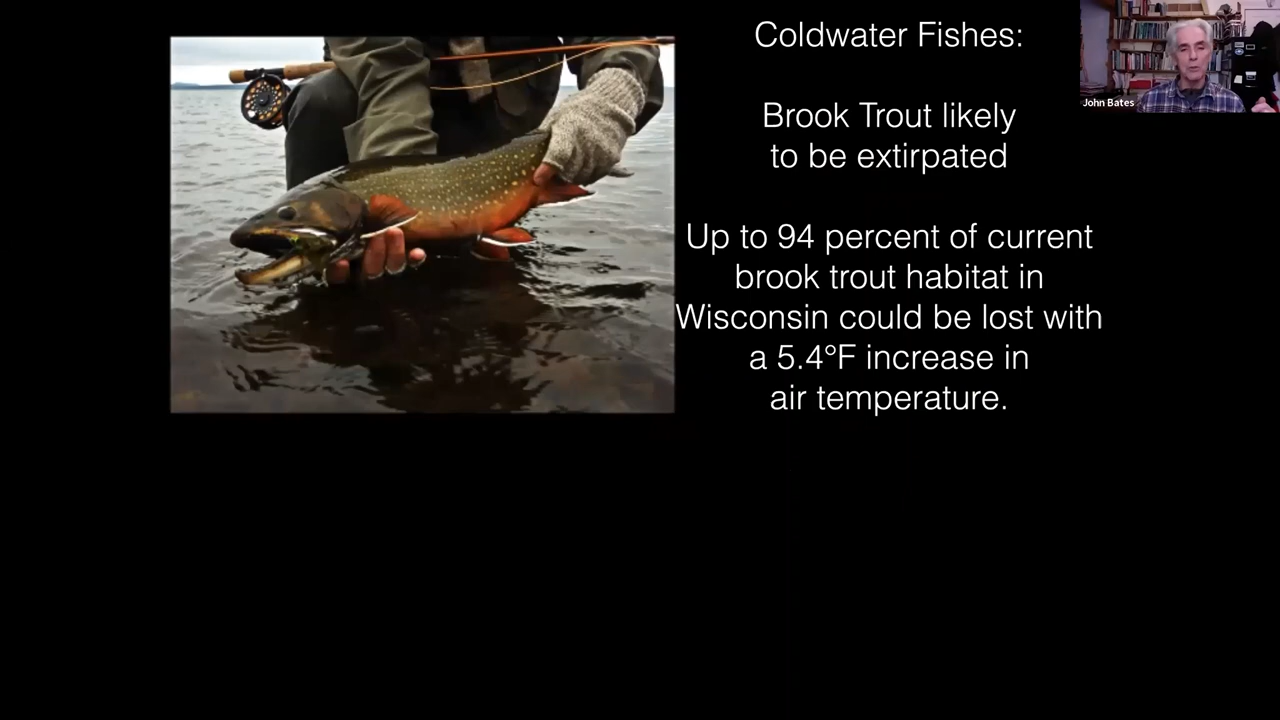 Coldwater Fishes:
Brook Trout likely
to be extirpated
Up to 94 percent of current
brook trout habitat in
Wisconsin could be lost with
a 5.4°F increase in
air temperature.
John Bates